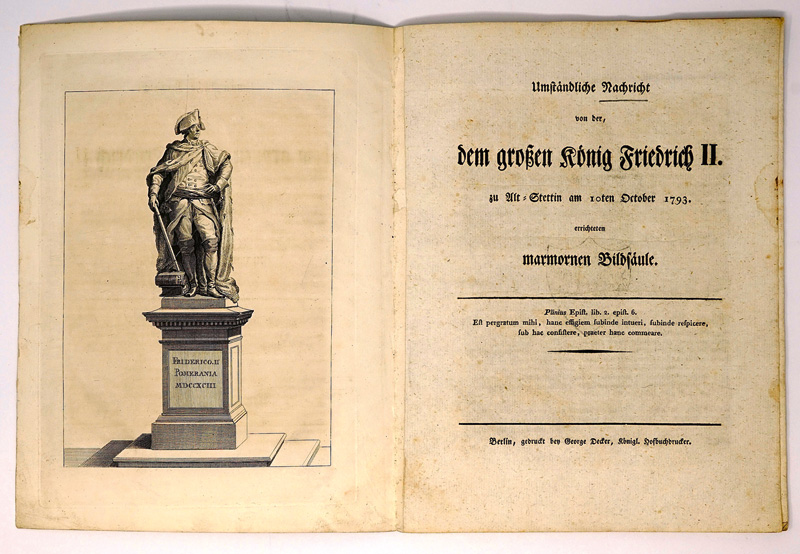 FRIDERICO. II
POMERANIA
MDCCXCIII
Umständliche Nachricht
von der,
dem großen König Friedrich II.
zu Alt-Stettin am 10ten October 1793.
errichteten
marmornen Bildsäule.
Plinius Epist. lib. 2. epist. 6.
Est pergratum mihi, hanc effigiem subinde intueri, subinde respicere,
sub hac consistere, praeter hanc commeare.
Berlin, gedruckt bey George Decker, Königl. Hofbuchdrucker.